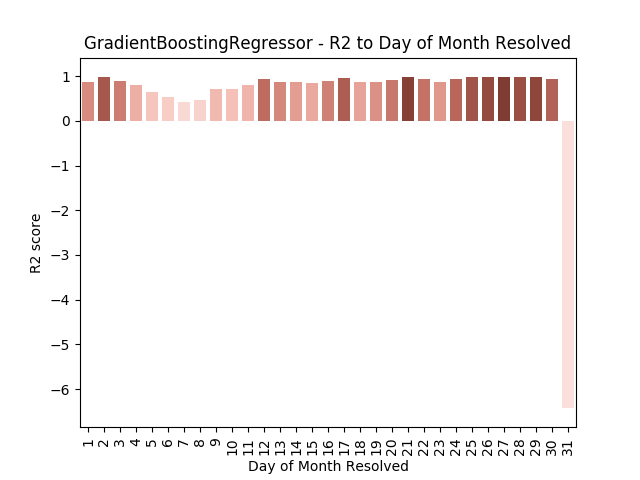 GradientBoostingRegressor - R2 to Day of Month Resolved
1
0
−1
−2
−3
−4
−5
−6
R2 score
1 2 3 4 5 6 7 8 9 10 11 12 13 14 15 16 17 18 19 20 21 22 23 24 25 26 27 28 29 30 31
Day of Month Resolved